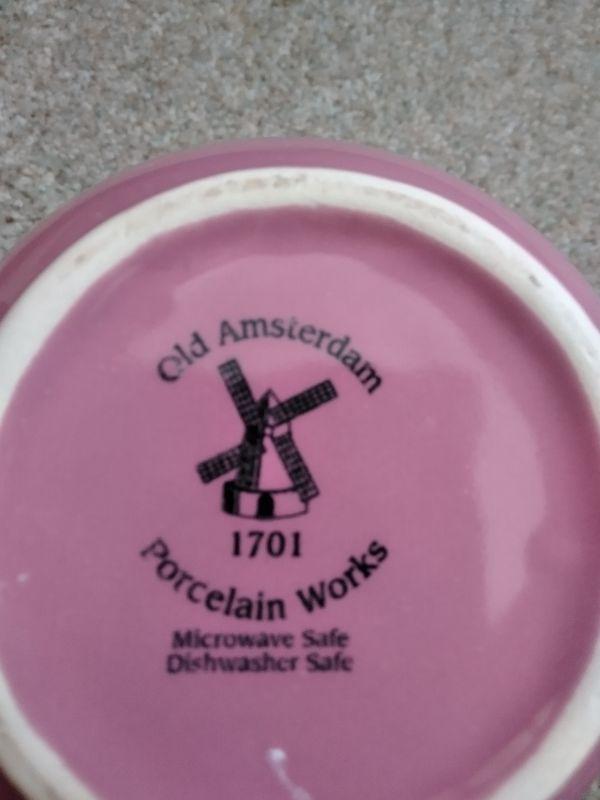 Old Amsterdam
1701
Porcelain Works
Microwave Safe
Dishwasher Safe